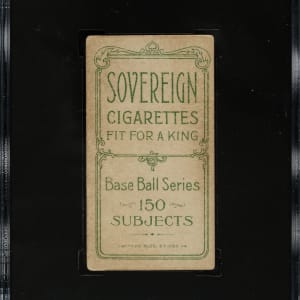 SOVEREIGN
CIGARETTES
FIT FOR A KING
Base Ball Series
150
SUBJECTS